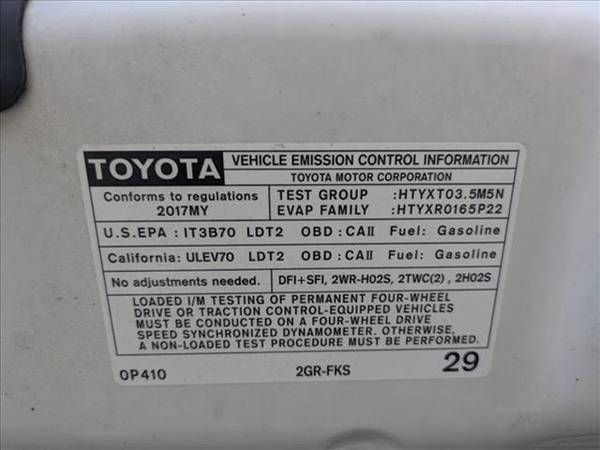 TOYOTA VEHICLE EMISSION CONTROL INFORMATION
TOYOTA MOTOR CORPORATION
Conforms to regulations
2017MY
TEST GROUP :HTYXT03.5M5N
EVAP FAMILY :HTYXR0165P22
U.S.EPA : IT3B70 LDT2 OBD : CAII Fuel: Gasoline
California: ULEV70 LDT2 OBD : CAII Fuel: Gasoline
No adjustments needed. DFI+SFI, 2WR-HO2S, 2TWC(2), 2HO2S
LOADED I/M TESTING OF PERMANENT FOUR-WHEEL
DRIVE OR TRACTION CONTROL-EQUIPPED VEHICLES
MUST BE CONDUCTED ON A FOUR-WHEEL DRIVE
SPEED SYNCHRONIZED DYNAMOMETER. OTHERWISE,
A NON-LOADED TEST PROCEDURE MUST BE PERFORMED.
0P410 2GR-FKS 29